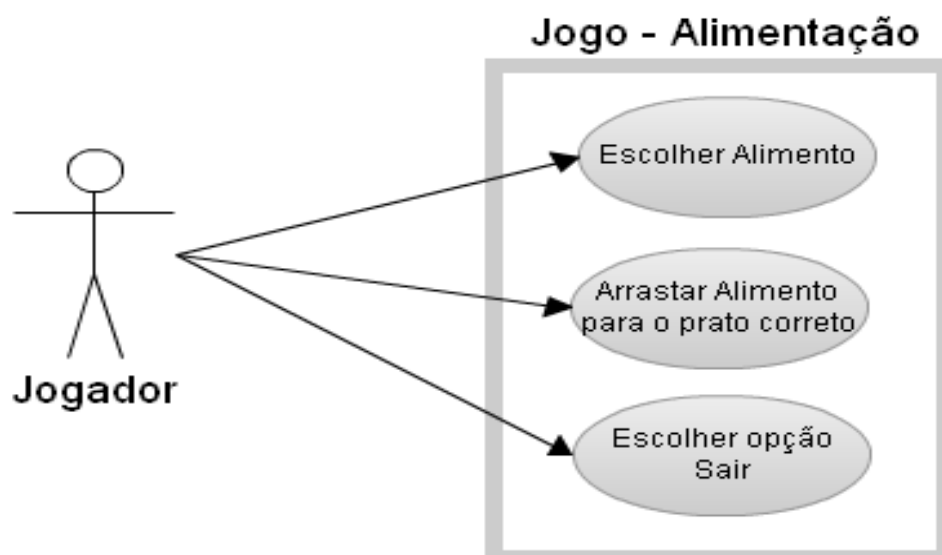 Jogo - Alimentação
Escolher Alimento
Arrastar Alimento
para o prato correto
Escolher opção
Sair
Jogador